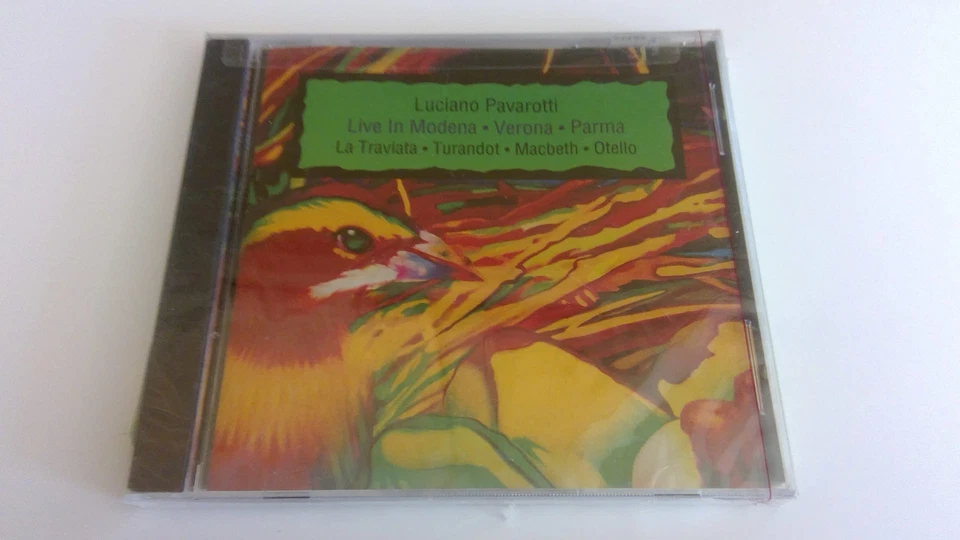 Luciano Pavarotti
Live In Modena • Verona • Parma
La Traviata • Turandot • Macbeth • Otello